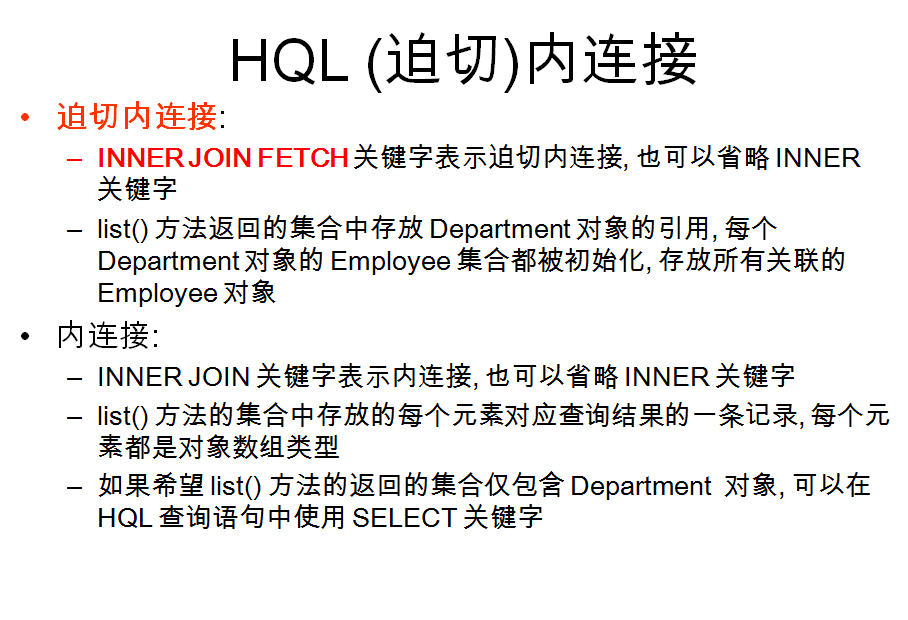 HQL (迫切)内连接
• 迫切内连接:
– INNER JOIN FETCH 关键字表示迫切内连接, 也可以省略 INNER
关键字
– list() 方法返回的集合中存放 Department 对象的引用, 每个
Department 对象的 Employee 集合都被初始化, 存放所有关联的
Employee 对象
• 内连接:
– INNER JOIN 关键字表示内连接, 也可以省略 INNER 关键字
– list() 方法的集合中存放的每个元素对应查询结果的一条记录, 每个元
素都是对象数组类型
– 如果希望 list() 方法的返回的集合仅包含 Department 对象, 可以在
HQL 查询语句中使用 SELECT 关键字